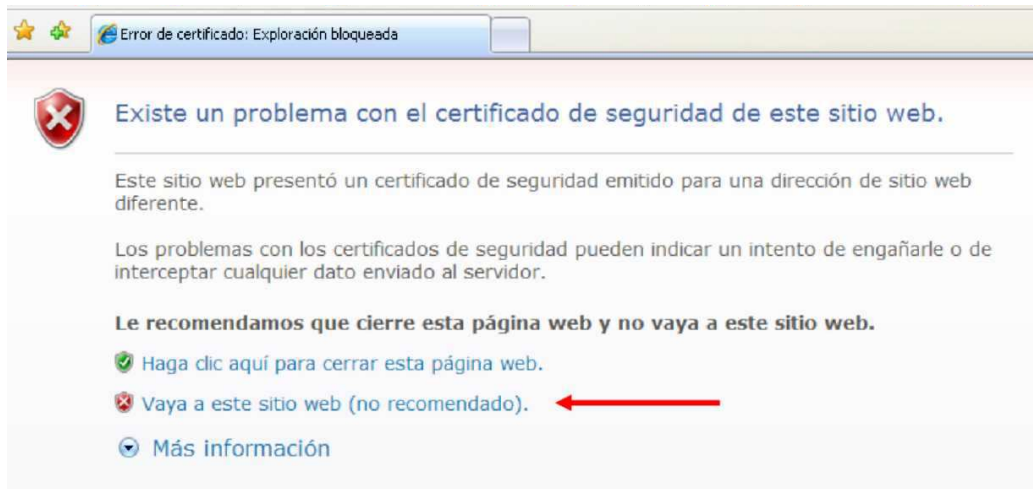 Error de certificado: Exploración bloqueada
Existe un problema con el certificado de seguridad de este sitio web.
Este sitio web presentó un certificado de seguridad emitido para una dirección de sitio web
diferente.
Los problemas con los certificados de seguridad pueden indicar un intento de engañarle o de
interceptar cualquier dato enviado al servidor.
Le recomendamos que cierre esta página web y no vaya a este sitio web.
Haga clic aquí para cerrar esta página web.
Vaya a este sitio web (no recomendado).
Más información